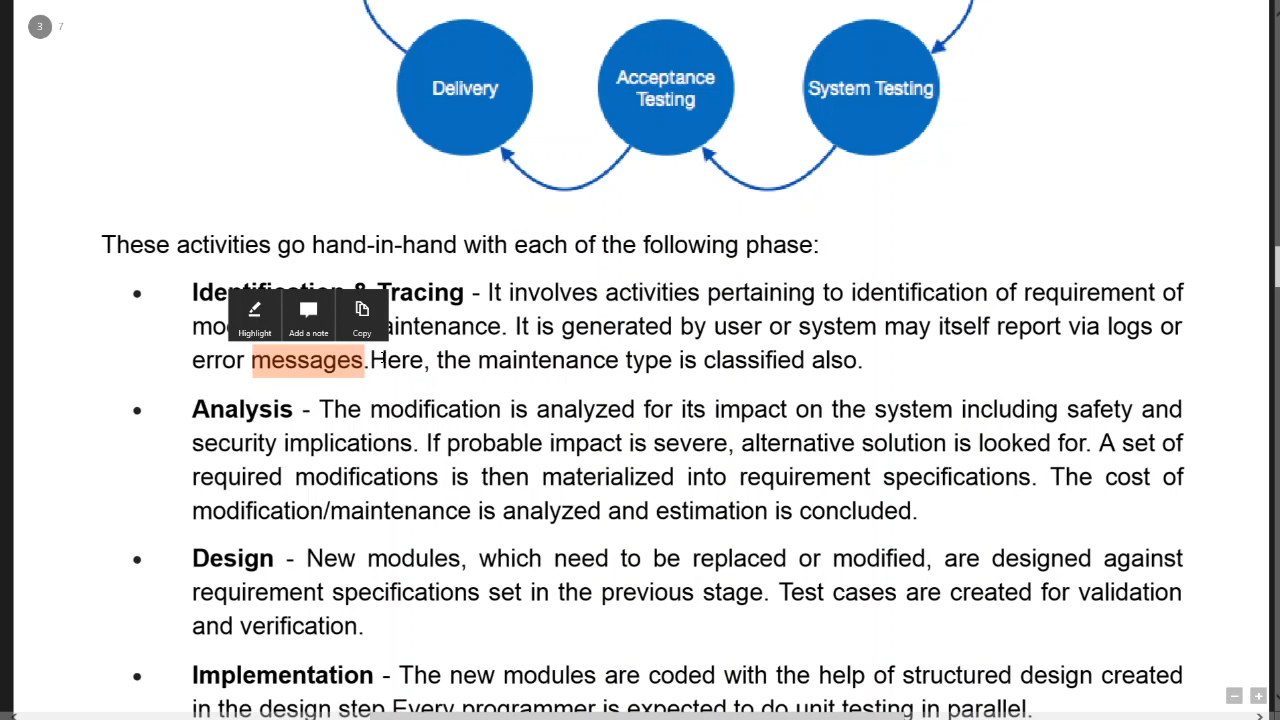 3 7
Delivery
Acceptance
Testing
System Testing
These activities go hand-in-hand with each of the following phase:
• Tracing - It involves activities pertaining to identification of requirement of
It is generated by user or system may itself report via logs or
error messages.Here, the maintenance type is classified also.
Highlight
Add a note
Copy
• Analysis - The modification is analyzed for its impact on the system including safety and
security implications. If probable impact is severe, alternative solution is looked for. A set of
required modifications is then materialized into requirement specifications. The cost of
modification/maintenance is analyzed and estimation is concluded.
• Design - New modules, which need to be replaced or modified, are designed against
requirement specifications set in the previous stage. Test cases are created for validation
and verification.
• Implementation - The new modules are coded with the help of structured design created
in the design step.Every programmer is expected to do unit testing in parallel.